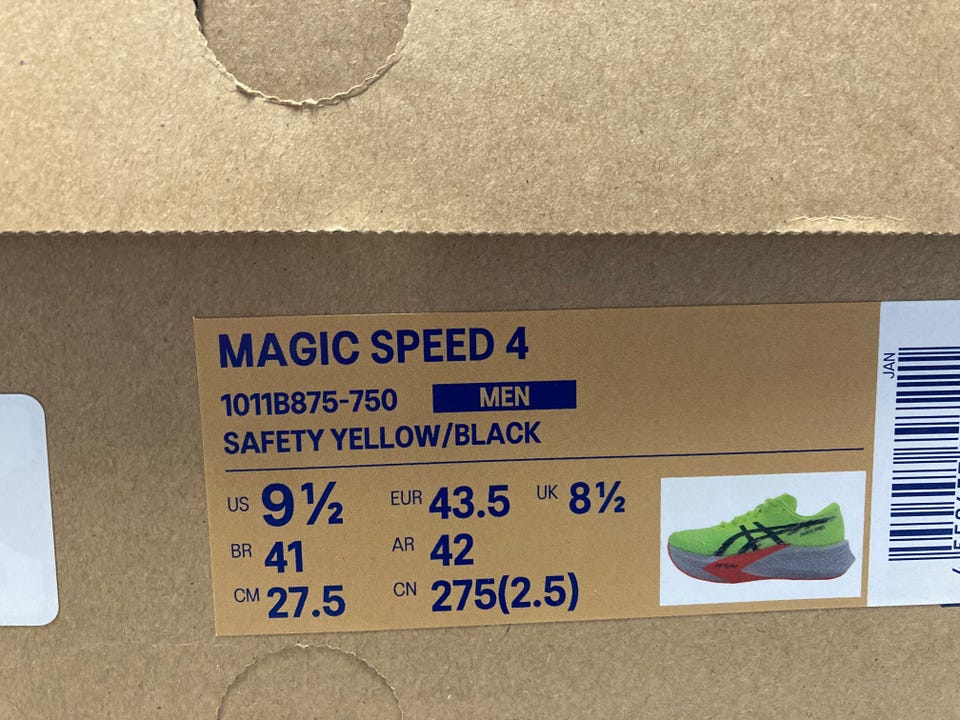 MAGIC SPEED 4
1011B875-750 MEN
SAFETY YELLOW/BLACK
US 9½ EUR 43.5 UK 8½
BR 41 AR 42
CM 27.5 CN 275(2.5)
JAN